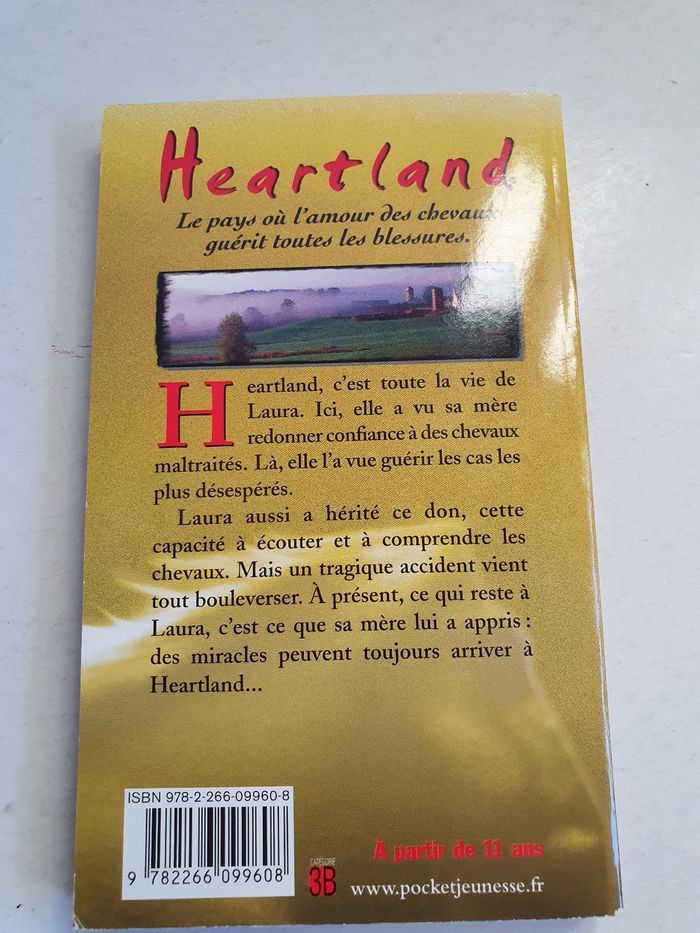 Heartland
Le pays où l'amour des chevaux
guérit toutes les blessures.
Heartland, c'est toute la vie de
Laura. Ici, elle a vu sa mère
redonner confiance à des chevaux
maltraités. Là, elle l'a vue guérir les cas les
plus désespérés.
Laura aussi a hérité ce don, cette
capacité à écouter et à comprendre les
chevaux. Mais un tragique accident vient
tout bouleverser. À présent, ce qui reste à
Laura, c'est ce que sa mère lui a appris :
des miracles peuvent toujours arriver à
Heartland...
ISBN 978-2-266-09960-8
9 782266 099608
CATÉGORIE
3B
À partir de 11 ans
www.pocketjeunesse.fr